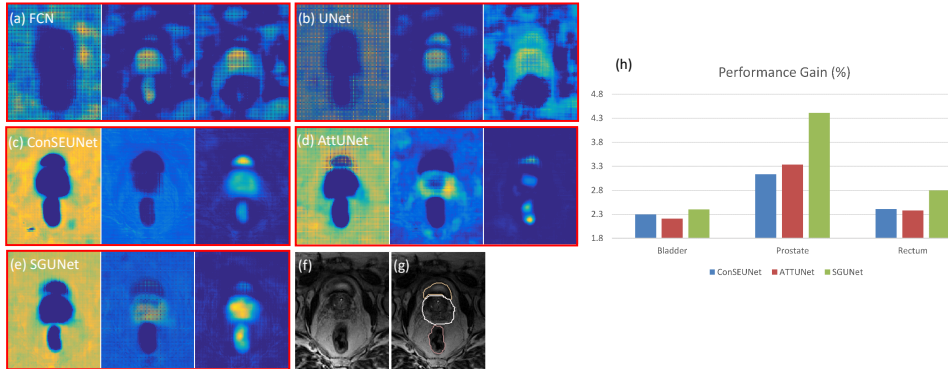 (a) FCN
(b) UNet
(c) ConSEUNet
(d) AttUNet
(e) SGUNet
(f)
(g)
(h)
Performance Gain (%)
4.8
4.3
3.8
3.3
2.8
2.3
1.8
Bladder Prostate Rectum
ConSEUNet ATTUNet SGUNet